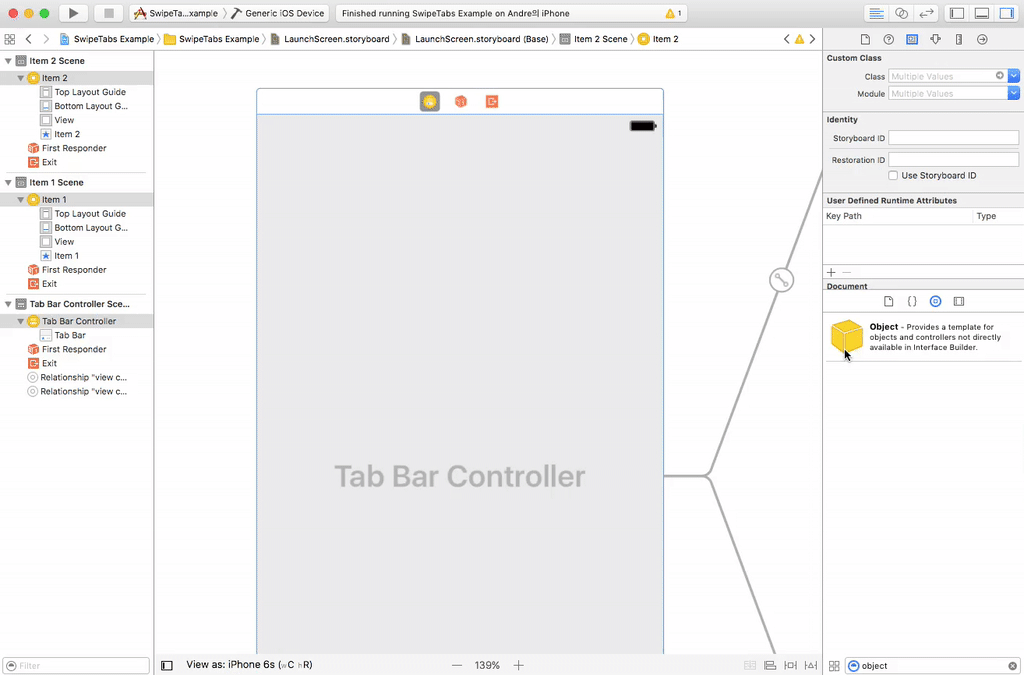 SwipeTa...xample
Generic iOS Device
Finished running SwipeTabs Example on Andre의 iPhone
1
SwipeTabs Example
SwipeTabs Example
LaunchScreen.storyboard
LaunchScreen.storyboard (Base)
Item 2 Scene
Item 2
Item 2 Scene
Item 2
Top Layout Guide
Bottom Layout G...
View
Item 2
First Responder
Exit
Item 1 Scene
Item 1
Top Layout Guide
Bottom Layout G...
View
Item 1
First Responder
Exit
Tab Bar Controller Sce...
Tab Bar Controller
Tab Bar
First Responder
Exit
Relationship "view c...
Relationship "view c...
Filter
Tab Bar Controller
View as: iPhone 6s (wC hR)
139%
Custom Class
Class
Multiple Values
Module
Multiple Values
Identity
Storyboard ID
Restoration ID
Use Storyboard ID
User Defined Runtime Attributes
Key Path
Type
Document
Object - Provides a template for
objects and controllers not directly
available in Interface Builder.
object